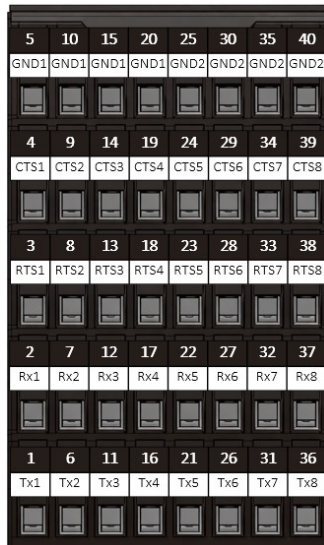 5 10 15 20 25 30 35 40
GND1 GND1 GND1 GND1 GND2 GND2 GND2 GND2
4 9 14 19 24 29 34 39
CTS1 CTS2 CTS3 CTS4 CTS5 CTS6 CTS7 CTS8
3 8 13 18 23 28 33 38
RTS1 RTS2 RTS3 RTS4 RTS5 RTS6 RTS7 RTS8
2 7 12 17 22 27 32 37
Rx1 Rx2 Rx3 Rx4 Rx5 Rx6 Rx7 Rx8
1 6 11 16 21 26 31 36
Tx1 Tx2 Tx3 Tx4 Tx5 Tx6 Tx7 Tx8